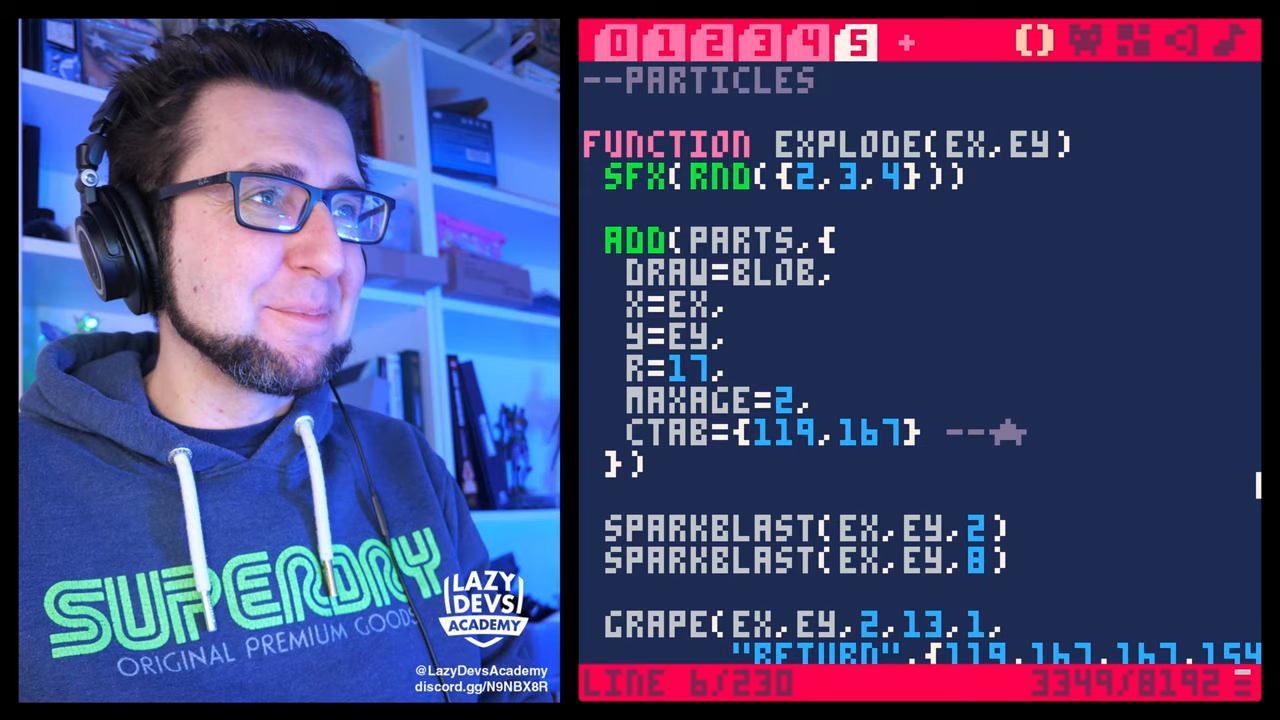 SUPERDRY
ORIGINAL PREMIUM GOODS
LAZY
DEVS
ACADEMY
@LazyDevsAcademy
discord.gg/N9NBX8R
0 1 2 3 4 5 + ()
--PARTICLES
FUNCTION EXPLODE(EX,EY)
SFX(RND({2,3,4}))
ADD(PARTS,{
DRAW=BLOB,
X=EX,
Y=EY,
R=17,
MAXAGE=2,
CTAB={119,167} --
})
SPARKBLAST(EX,EY,2)
SPARKBLAST(EX,EY,8)
GRAPE(EX,EY,2,13,1,
"RETURN",{119,167,167,154
LINE 6/230
3349/8192